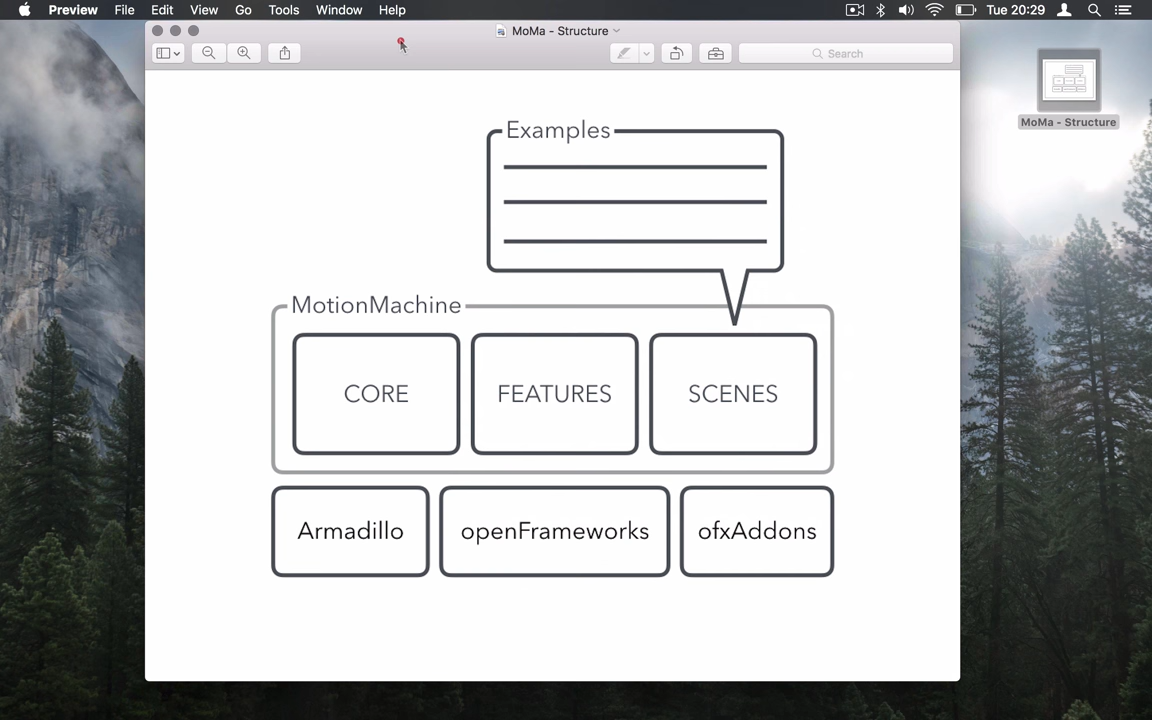 Preview File Edit View Go Tools Window Help Tue 20:29
MoMa - Structure
Search
MoMa - Structure
Examples
MotionMachine
CORE FEATURES SCENES
Armadillo openFrameworks ofxAddons